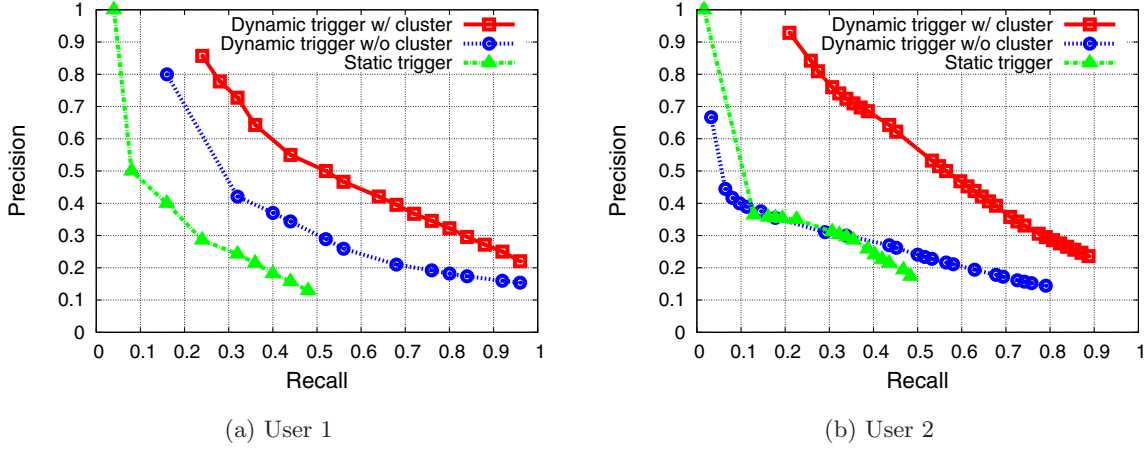 Dynamic trigger w/ cluster
Dynamic trigger w/o cluster
Static trigger
Precision
1
0.9
0.8
0.7
0.6
0.5
0.4
0.3
0.2
0.1
0
0 0.1 0.2 0.3 0.4 0.5 0.6 0.7 0.8 0.9 1
Recall
(a) User 1
Dynamic trigger w/ cluster
Dynamic trigger w/o cluster
Static trigger
Precision
1
0.9
0.8
0.7
0.6
0.5
0.4
0.3
0.2
0.1
0
0 0.1 0.2 0.3 0.4 0.5 0.6 0.7 0.8 0.9 1
Recall
(b) User 2